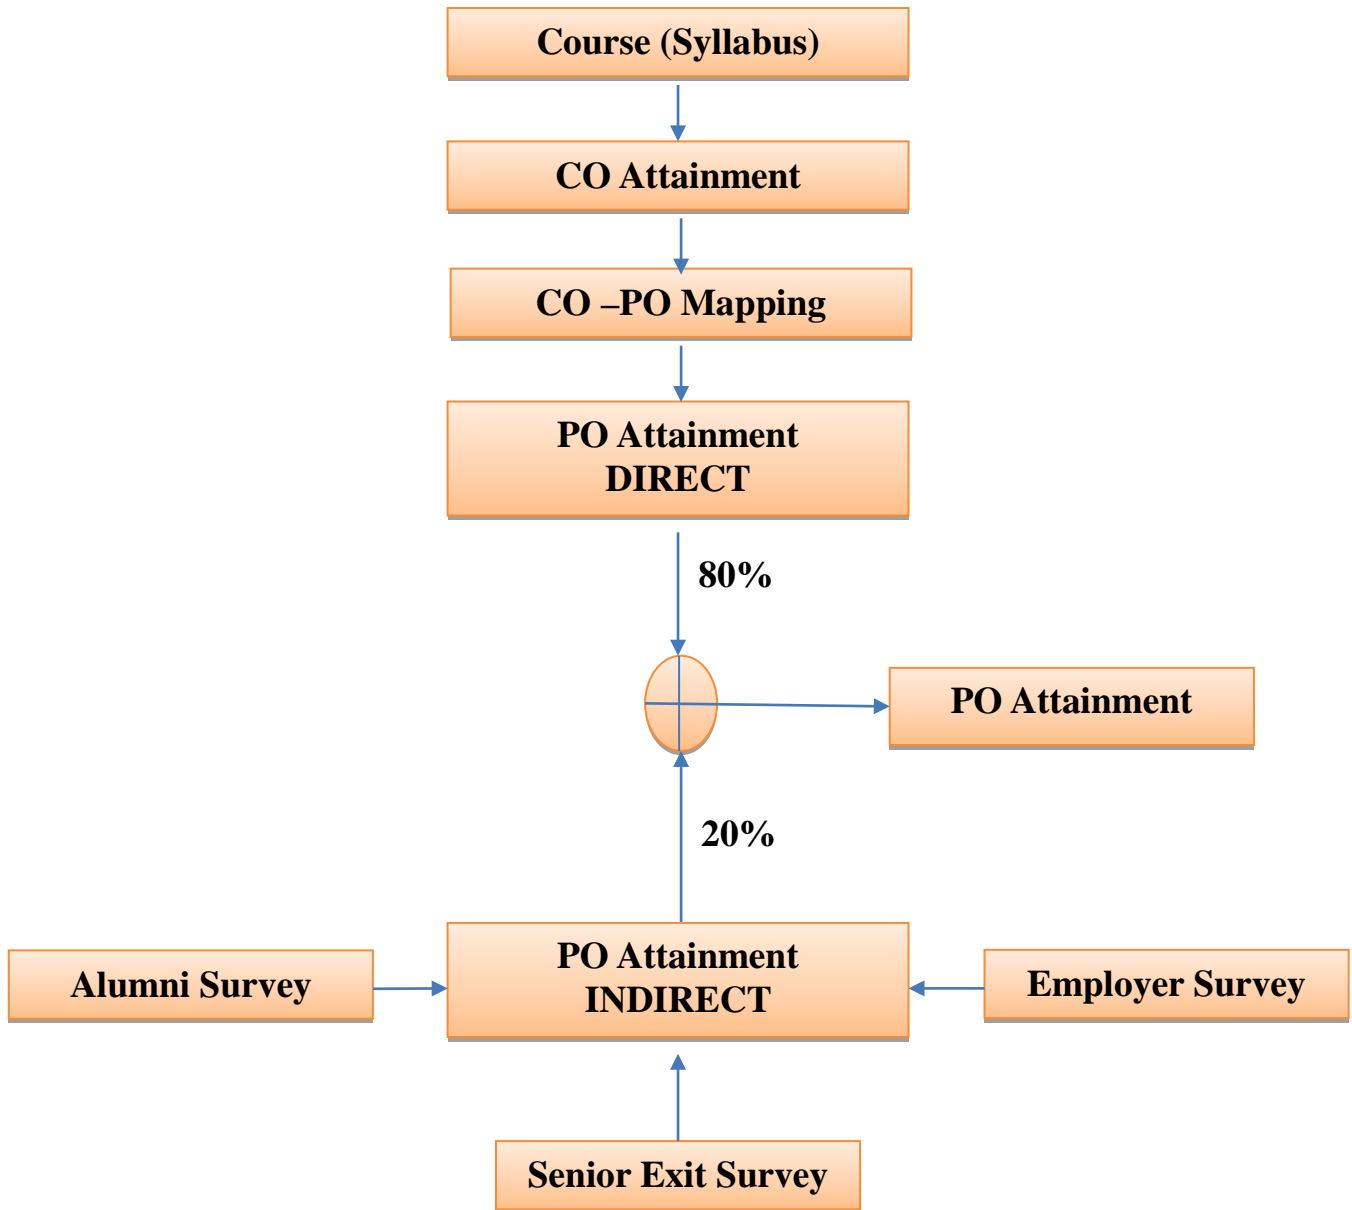 Course (Syllabus)
CO Attainment
CO –PO Mapping
PO Attainment
DIRECT
80%
PO Attainment
20%
PO Attainment
INDIRECT
Alumni Survey
Employer Survey
Senior Exit Survey